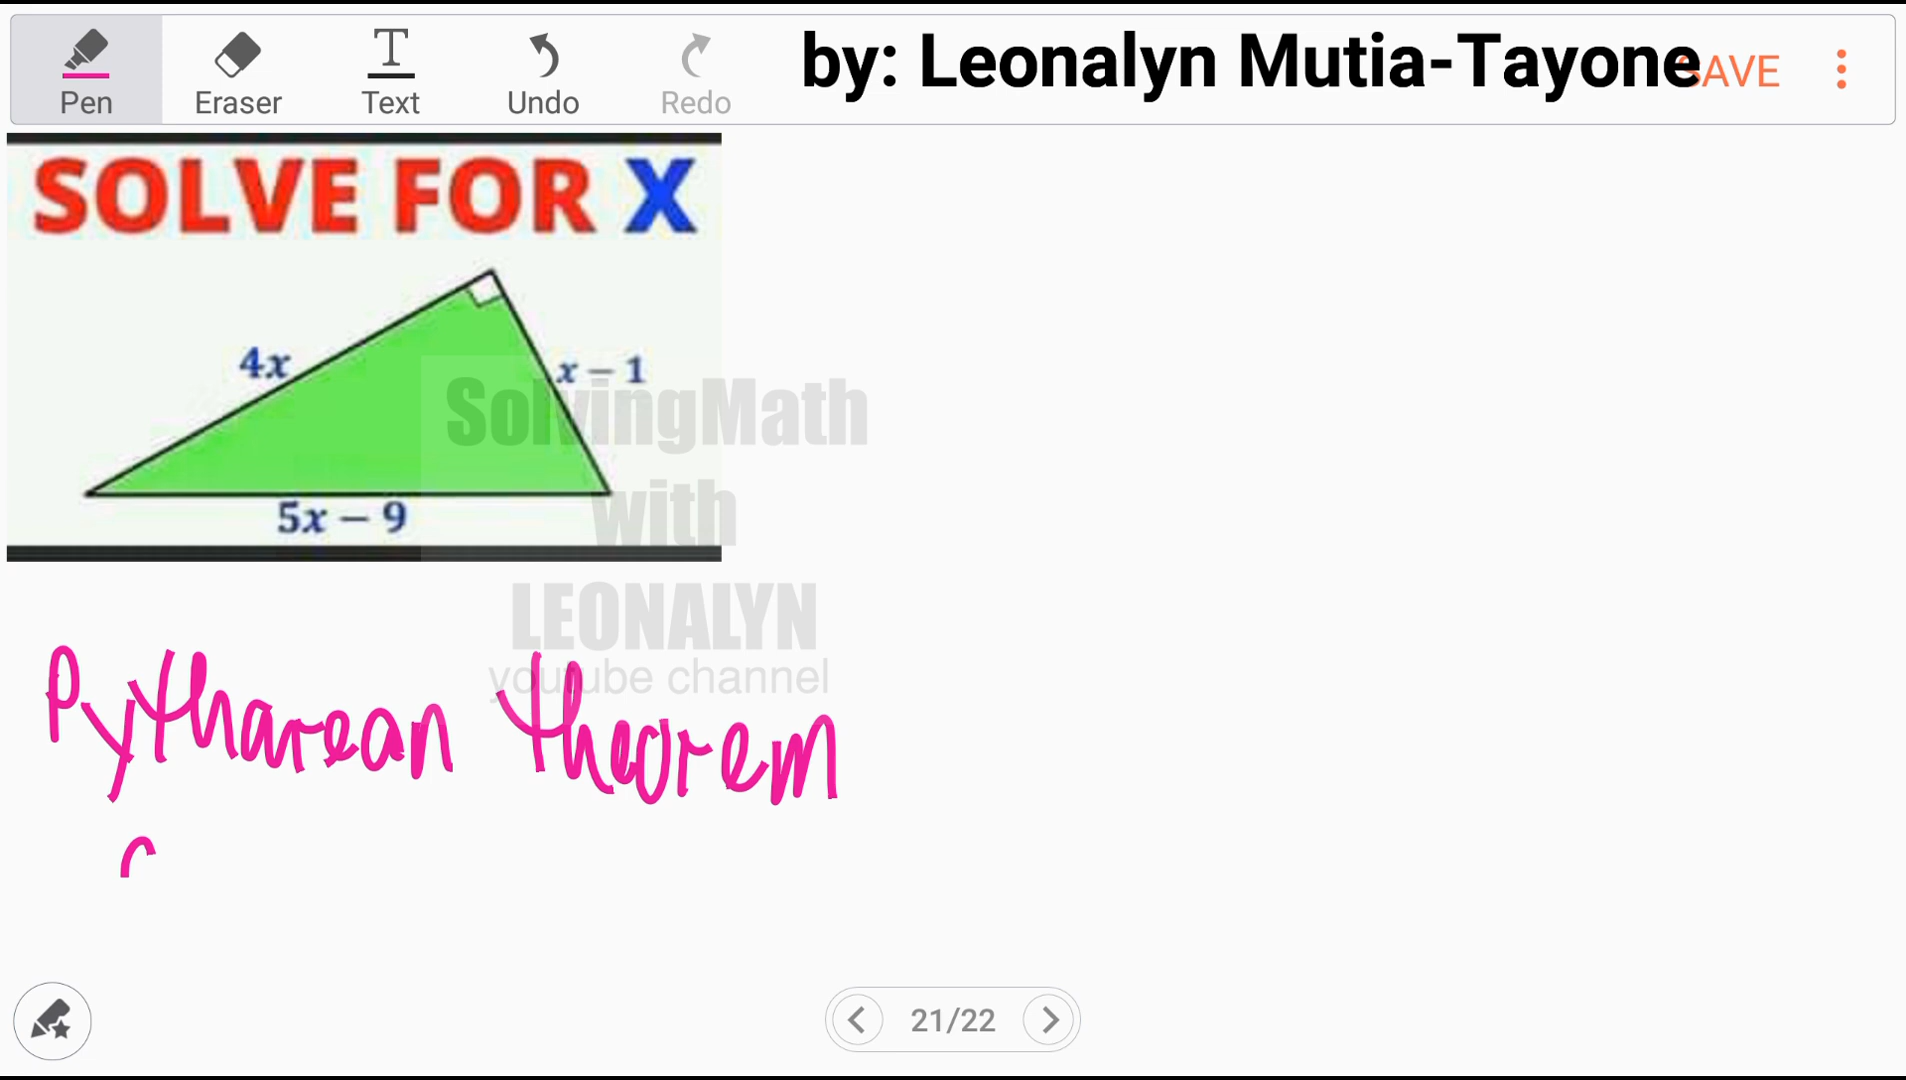 by: Leonalyn Mutia-Tayone
SAVE
Pen
Eraser
Text
Undo
Redo
SOLVE FOR X
4x
x – 1
5x – 9
SolvingMath
with
LEONALYN
youtube channel
Pytharean theorem
21/22